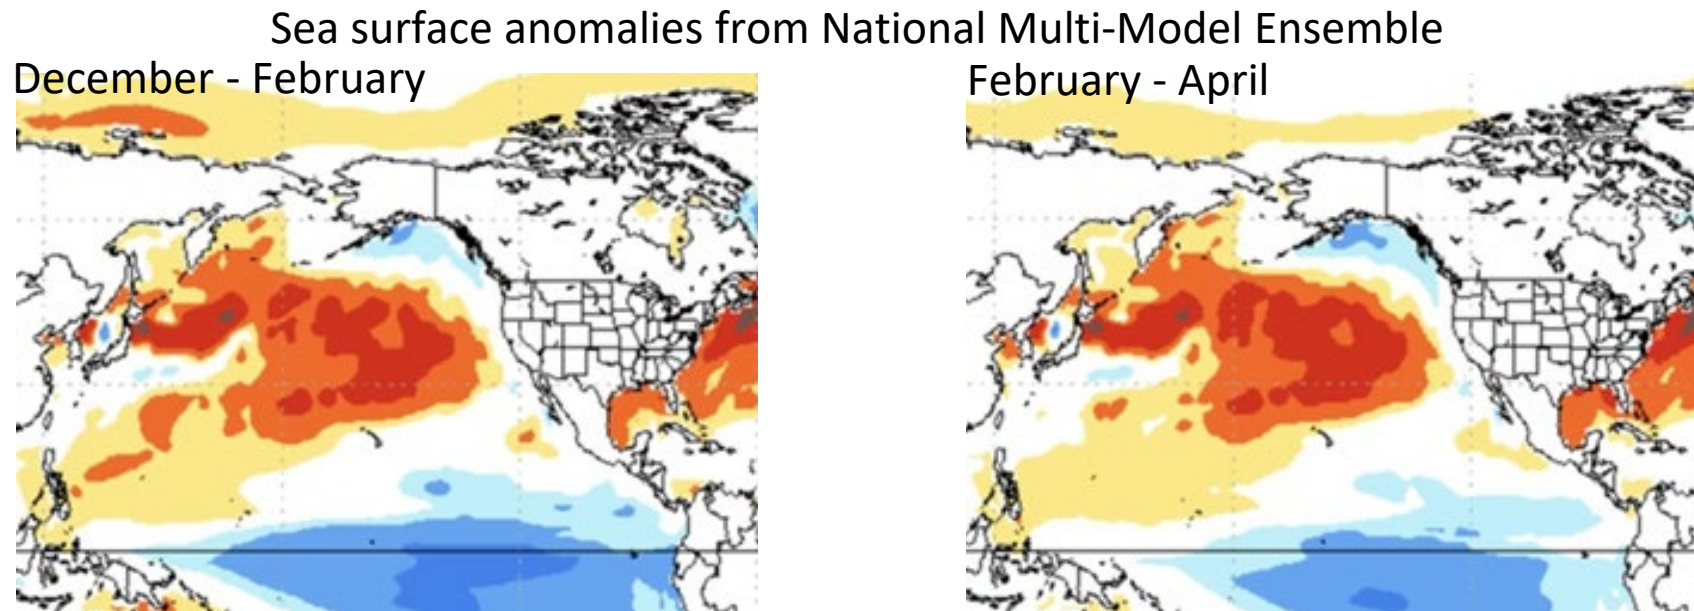 Sea surface anomalies from National Multi-Model Ensemble
December - February
February - April